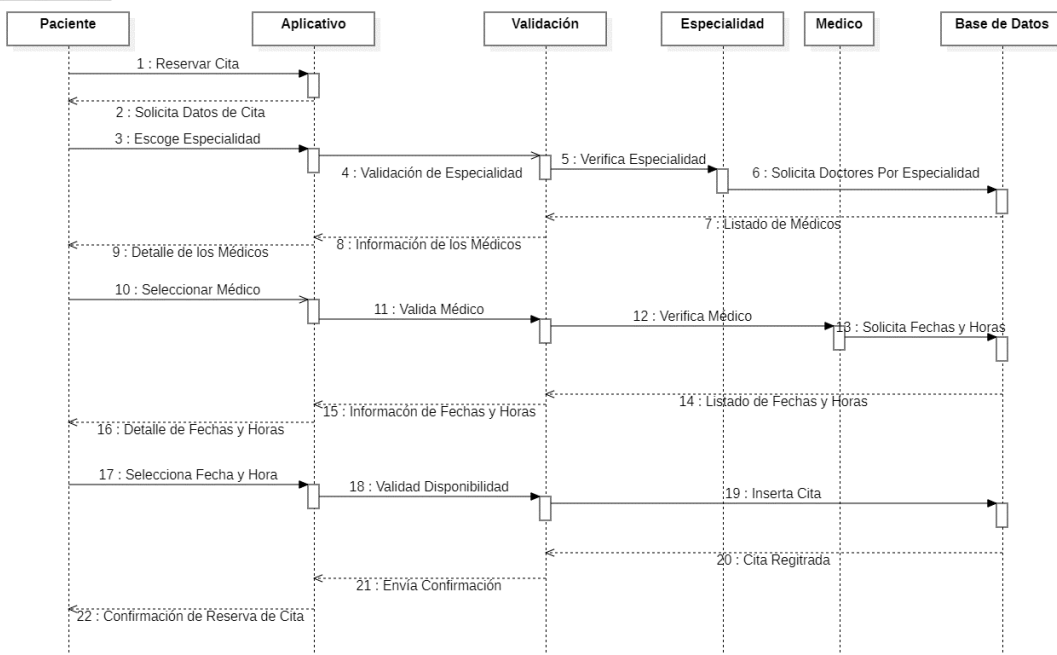 Paciente
Aplicativo
Validación
Especialidad
Medico
Base de Datos
1 : Reservar Cita
2 : Solicita Datos de Cita
3 : Escoge Especialidad
4 : Validación de Especialidad
5 : Verifica Especialidad
6 : Solicita Doctores Por Especialidad
7 : Listado de Médicos
8 : Información de los Médicos
9 : Detalle de los Médicos
10 : Seleccionar Médico
11 : Valida Médico
12 : Verifica Médico
13 : Solicita Fechas y Horas
14 : Listado de Fechas y Horas
15 : Informacón de Fechas y Horas
16 : Detalle de Fechas y Horas
17 : Selecciona Fecha y Hora
18 : Validad Disponibilidad
19 : Inserta Cita
20 : Cita Regitrada
21 : Envía Confirmación
22 : Confirmación de Reserva de Cita